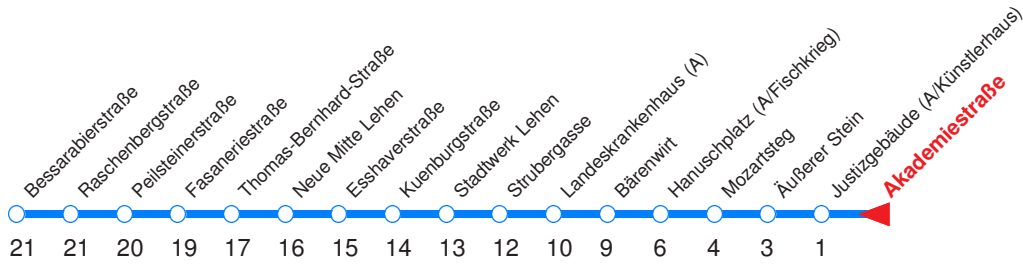 Bessarabierstraße
Raschenbergstraße
Peilsteinerstraße
Fasaneriestraße
Thomas-Bernhard-Straße
Neue Mitte Lehen
Esshaverstraße
Kuenburgstraße
Stadtwerk Lehen
Strubergasse
Landeskrankenhaus (A)
Bärenwirt
Hanuschplatz (A/Fischkrieg)
Mozartsteg
Äußerer Stein
Justizgebäude (A/Künstlerhaus)
Akademiestraße
21 21 20 19 17 16 15 14 13 12 10 9 6 4 3 1